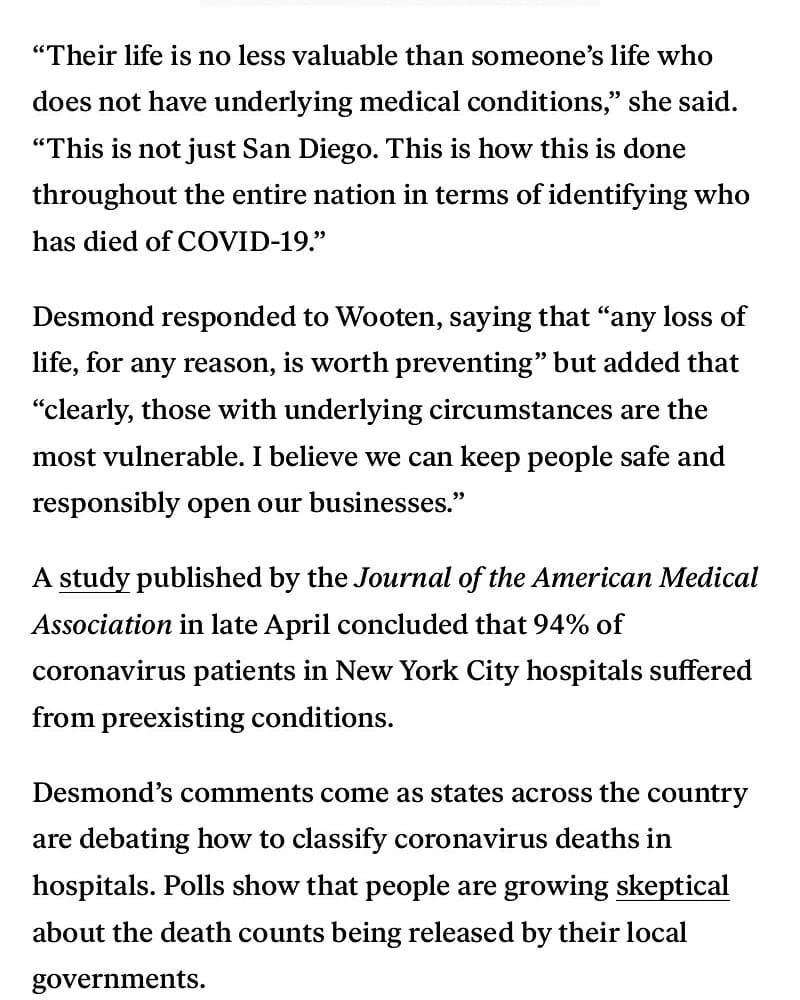 “Their life is no less valuable than someone’s life who
does not have underlying medical conditions,” she said.
“This is not just San Diego. This is how this is done
throughout the entire nation in terms of identifying who
has died of COVID-19.”
Desmond responded to Wooten, saying that “any loss of
life, for any reason, is worth preventing” but added that
“clearly, those with underlying circumstances are the
most vulnerable. I believe we can keep people safe and
responsibly open our businesses.”
A study published by the Journal of the American Medical
Association in late April concluded that 94% of
coronavirus patients in New York City hospitals suffered
from preexisting conditions.
Desmond’s comments come as states across the country
are debating how to classify coronavirus deaths in
hospitals. Polls show that people are growing skeptical
about the death counts being released by their local
governments.